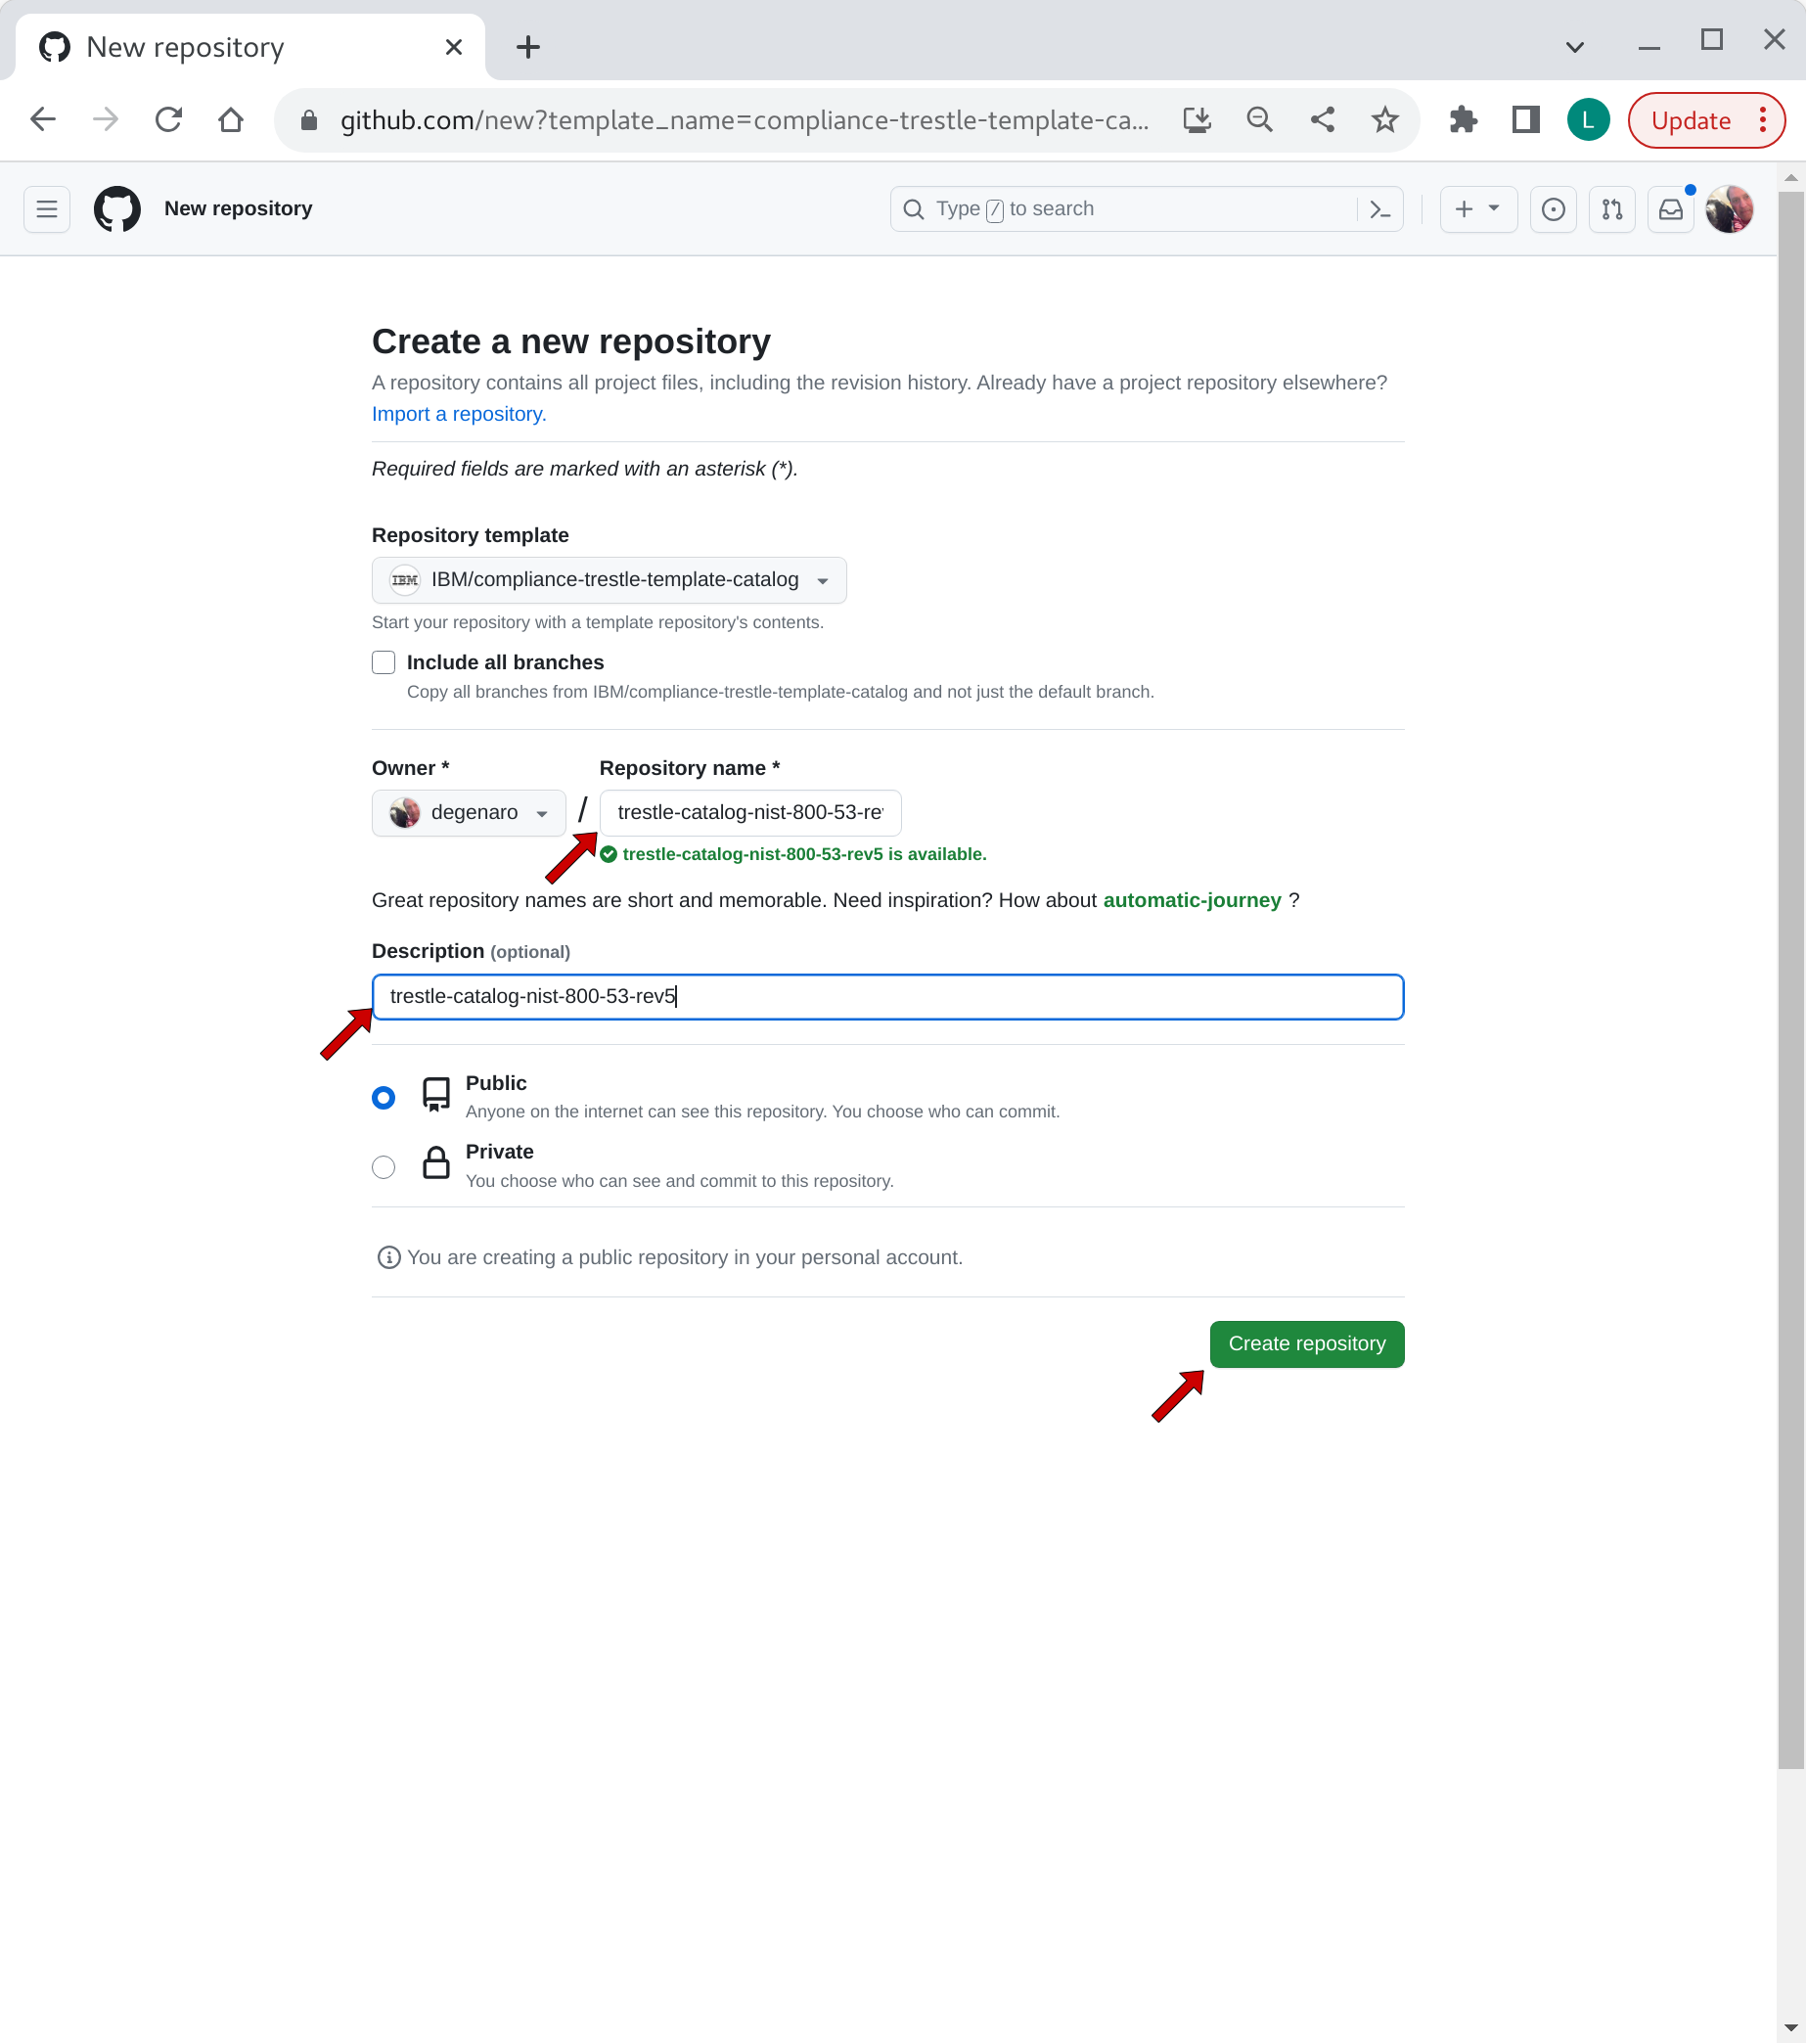 New repository
github.com/new?template_name=compliance-trestle-template-ca...
L
Update
New repository
Type / to search
Create a new repository
A repository contains all project files, including the revision history. Already have a project repository elsewhere?
Import a repository.
Required fields are marked with an asterisk (*).
Repository template
IBM IBM/compliance-trestle-template-catalog
Start your repository with a template repository's contents.
Include all branches
Copy all branches from IBM/compliance-trestle-template-catalog and not just the default branch.
Owner * Repository name *
degenaro / trestle-catalog-nist-800-53-re
trestle-catalog-nist-800-53-rev5 is available.
Great repository names are short and memorable. Need inspiration? How about automatic-journey ?
Description (optional)
trestle-catalog-nist-800-53-rev5
Public
Anyone on the internet can see this repository. You choose who can commit.
Private
You choose who can see and commit to this repository.
You are creating a public repository in your personal account.
Create repository